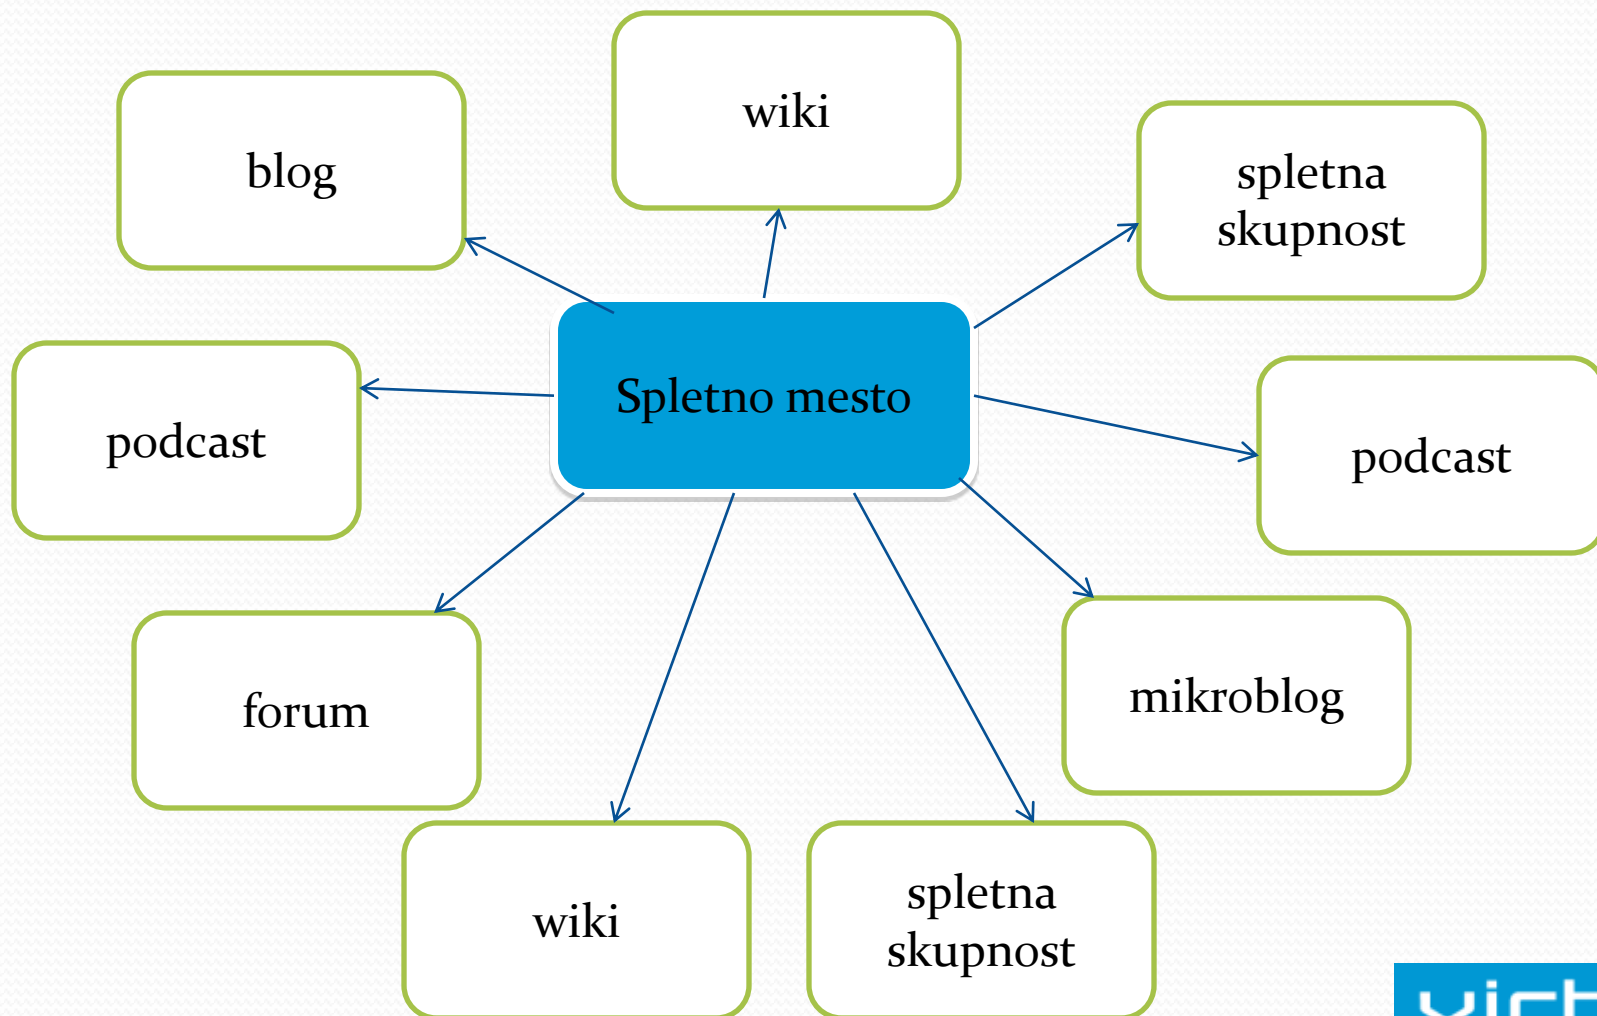 wiki
blog
spletna
skupnost
Spletno mesto
podcast
podcast
mikroblog
forum
wiki
spletna
skupnost